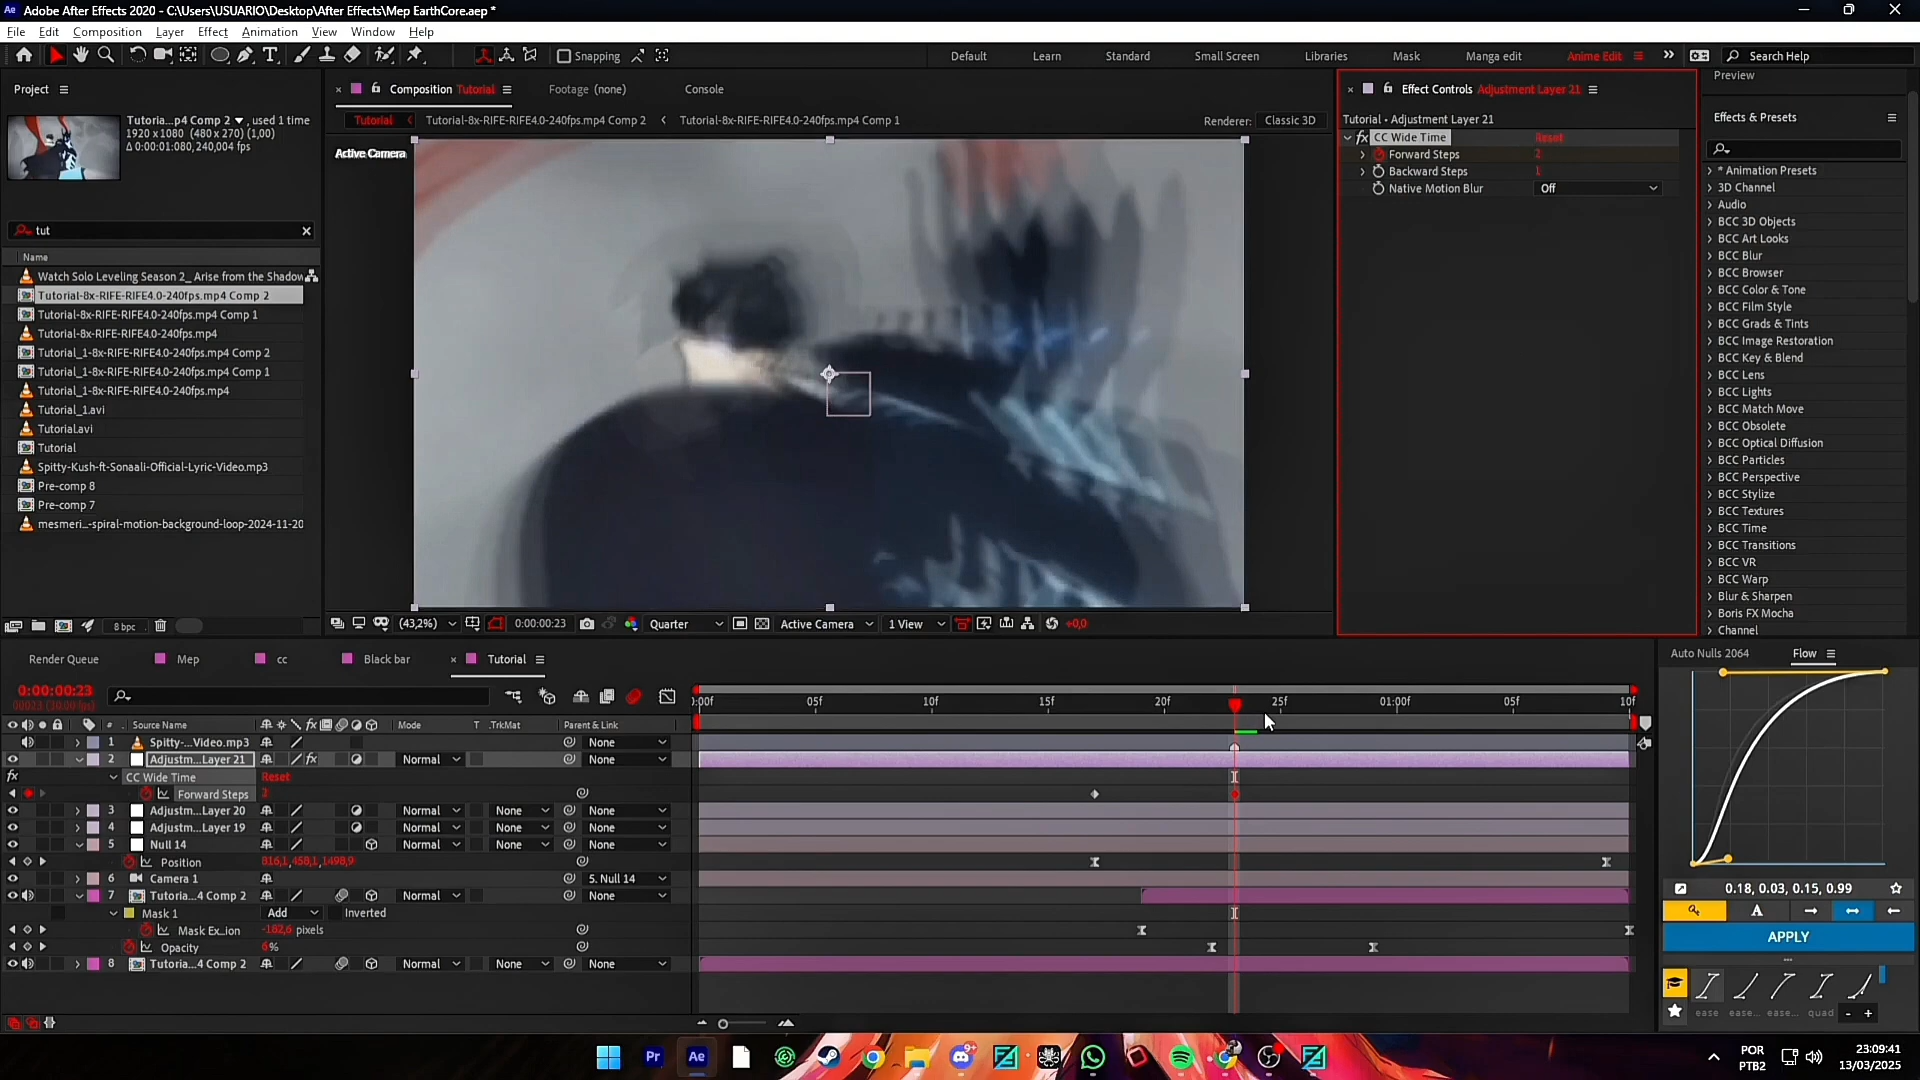 Adobe After Effects 2020 - C:\Users\USUARIO\Desktop\After Effects\Mep EarthCore.aep *
File Edit Composition Layer Effect Animation View Window Help
Snapping
Default Learn Standard Small Screen Libraries Mask Manga edit Anime Edit
Search Help
Project
Tutoria...p4 Comp 2 , used 1 time
1920 x 1080 (480 x 270) (1,00)
Δ 0:00:01:080, 240,004 fps
tut
Name
Watch Solo Leveling Season 2_ Arise from the Shadow
Tutorial-8x-RIFE-RIFE4.0-240fps.mp4 Comp 2
Tutorial-8x-RIFE-RIFE4.0-240fps.mp4 Comp 1
Tutorial-8x-RIFE-RIFE4.0-240fps.mp4
Tutorial_1-8x-RIFE-RIFE4.0-240fps.mp4 Comp 2
Tutorial_1-8x-RIFE-RIFE4.0-240fps.mp4 Comp 1
Tutorial_1-8x-RIFE-RIFE4.0-240fps.mp4
Tutorial_1.avi
Tutorial.avi
Tutorial
Spitty-Kush-ft-Sonaali-Official-Lyric-Video.mp3
Pre-comp 8
Pre-comp 7
mesmeri...-spiral-motion-background-loop-2024-11-20
8 bpc
Composition Tutorial
Footage (none)
Console
Tutorial
Tutorial-8x-RIFE-RIFE4.0-240fps.mp4 Comp 2
Tutorial-8x-RIFE-RIFE4.0-240fps.mp4 Comp 1
Renderer: Classic 3D
Active Camera
(43,2%) 0:00:00:23 Quarter Active Camera 1 View +0,0
Effect Controls Adjustment Layer 21
Tutorial • Adjustment Layer 21
fx CC Wide Time Reset
Forward Steps 2
Backward Steps 1
Native Motion Blur Off
Preview
Effects & Presets
* Animation Presets
3D Channel
Audio
BCC 3D Objects
BCC Art Looks
BCC Blur
BCC Browser
BCC Color & Tone
BCC Film Style
BCC Grads & Tints
BCC Image Restoration
BCC Key & Blend
BCC Lens
BCC Lights
BCC Match Move
BCC Obsolete
BCC Optical Diffusion
BCC Particles
BCC Perspective
BCC Stylize
BCC Textures
BCC Time
BCC Transitions
BCC VR
BCC Warp
Blur & Sharpen
Boris FX Mocha
Channel
Render Queue Mep cc Black bar Tutorial
0:00:00:23
00023 (30.00 fps)
# Source Name Mode T .TrkMat Parent & Link
1 Spitty-...Video.mp3 None
2 Adjustm...Layer 21 Normal None
CC Wide Time Reset
Forward Steps 2
3 Adjustm...Layer 20 Normal None None
4 Adjustm...Layer 19 Normal None None
5 Null 14 Normal None None
Position 816,1,458,1,1498,9
6 Camera 1 5. Null 14
7 Tutoria...4 Comp 2 Normal None None
Mask 1 Add Inverted
Mask Ex...ion -182,6 pixels
Opacity 6%
8 Tutoria...4 Comp 2 Normal None None
):00f 05f 10f 15f 20f 25f 01:00f 05f 10f
Auto Nulls 2064 Flow
0.18, 0.03, 0.15, 0.99
A
APPLY
ease ease... ease... quad - +
Pr
Ae
9+
POR
PTB2
23:09:41
13/03/2025